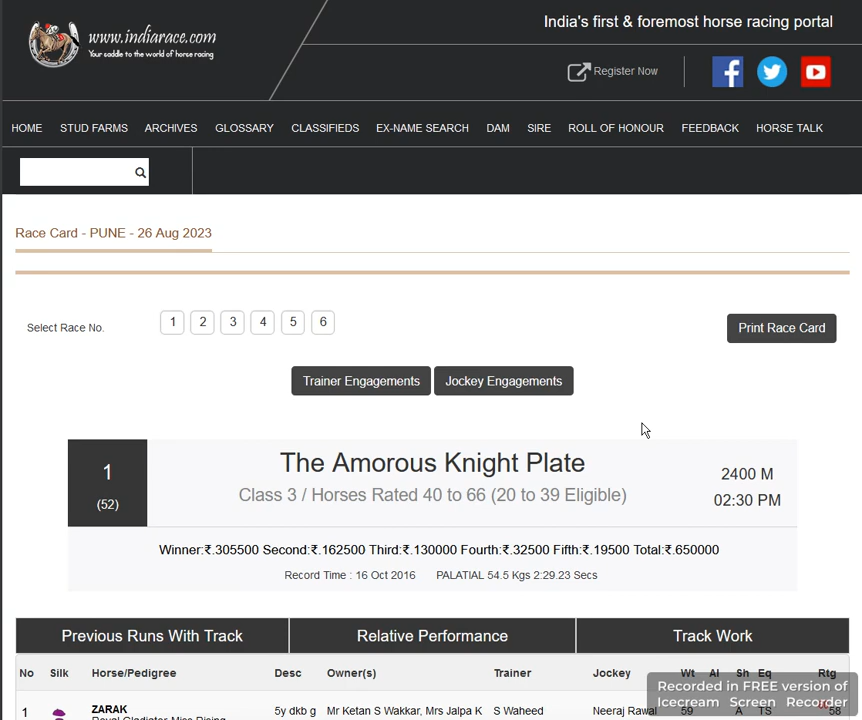 www.indiarace.com
Your saddle to the world of horse racing
India's first & foremost horse racing portal
Register Now
HOME STUD FARMS ARCHIVES GLOSSARY CLASSIFIEDS EX-NAME SEARCH DAM SIRE ROLL OF HONOUR FEEDBACK HORSE TALK
Race Card - PUNE - 26 Aug 2023
Select Race No. 1 2 3 4 5 6 Print Race Card
Trainer Engagements Jockey Engagements
1
(52)
The Amorous Knight Plate
Class 3 / Horses Rated 40 to 66 (20 to 39 Eligible)
2400 M
02:30 PM
Winner:₹.305500 Second:₹.162500 Third:₹.130000 Fourth:₹.32500 Fifth:₹.19500 Total:₹.650000
Record Time : 16 Oct 2016 PALATIAL 54.5 Kgs 2:29.23 Secs
Previous Runs With Track Relative Performance Track Work
No Silk Horse/Pedigree Desc Owner(s) Trainer Jockey Wt Al Sh Eq Rtg
1 ZARAK 5y dkb g Mr Ketan S Wakkar, Mrs Jalpa K S Waheed Neeraj Rawal 59 A TS 58
Royal Gladiator-Miss Rising
Recorded in FREE version of
Icecream Screen Recorder